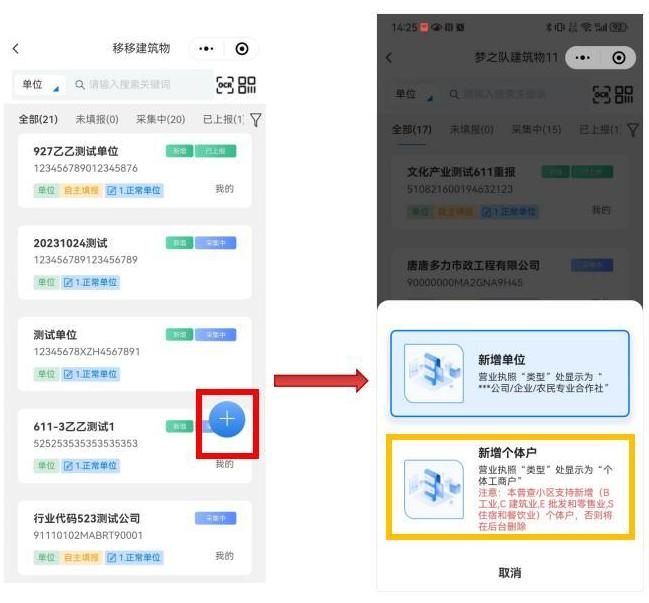 移移建筑物
单位
请输入搜索关键词
OCR
全部(21) 未填报(0) 采集中(20) 已上报(1
927乙乙测试单位 新增 已上报
123456789012345876
单位 自主填报 1.正常单位 我的
20231024测试 新增 采集中
123456789123456789
单位 1.正常单位
测试单位 新增 采集中
12345678XZH4567891
单位 1.正常单位
611-3乙乙测试1 新增
525253535353535353
单位 1.正常单位 我的
行业代码523测试公司 采集中
91110102MABRT90001
单位 自主填报 1.正常单位 我的
14:25
梦之队建筑物11
单位
请输入搜索关键词
OCR
全部(17) 未填报(0) 采集中(15) 已上报(1
文化产业测试611重报 新增 已上报
510821600194632123
单位 自主填报 1.正常单位 我的
唐唐多力市政工程有限公司 采集中
90000000MA2GNA9H45
新增单位
营业执照“类型”处显示为“
***公司/企业/农民专业合作社”
新增个体户
营业执照“类型”处显示为“个
体工商户”
注意：本普查小区支持新增（B
工业,C 建筑业,E 批发和零售业,S
住宿和餐饮业）个体户，否则将
在后台删除
取消